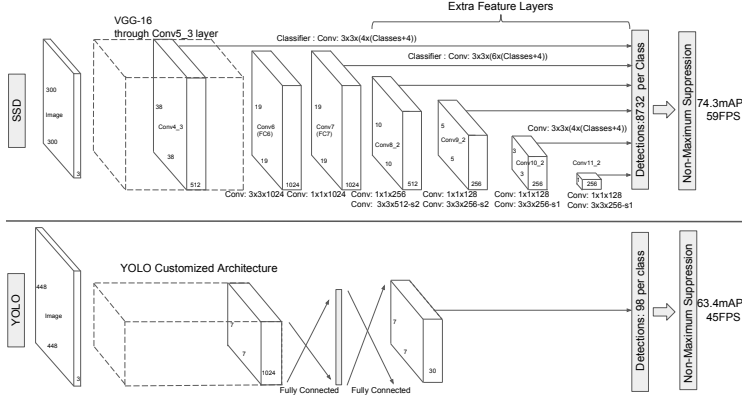 Extra Feature Layers
VGG-16
through Conv5_3 layer
Classifier : Conv: 3x3x(4x(Classes+4))
Classifier : Conv: 3x3x(6x(Classes+4))
SSD
300
Image
300
3
38
Conv4_3
38
512
19
Conv6
(FC6)
19
1024
19
Conv7
(FC7)
19
1024
10
Conv8_2
10
512
5
Conv9_2
5
256
Conv: 3x3x(4x(Classes+4))
3
Conv10_2
3
256
Conv11_2
256
Detections:8732 per Class
Non-Maximum Suppression
74.3mAP
59FPS
Conv: 3x3x1024
Conv: 1x1x1024
Conv: 1x1x256
Conv: 3x3x512-s2
Conv: 1x1x128
Conv: 3x3x256-s2
Conv: 1x1x128
Conv: 3x3x256-s1
Conv: 1x1x128
Conv: 3x3x256-s1
YOLO
448
Image
448
3
YOLO Customized Architecture
7
7
1024
Fully Connected
Fully Connected
7
7
30
Detections: 98 per class
Non-Maximum Suppression
63.4mAP
45FPS